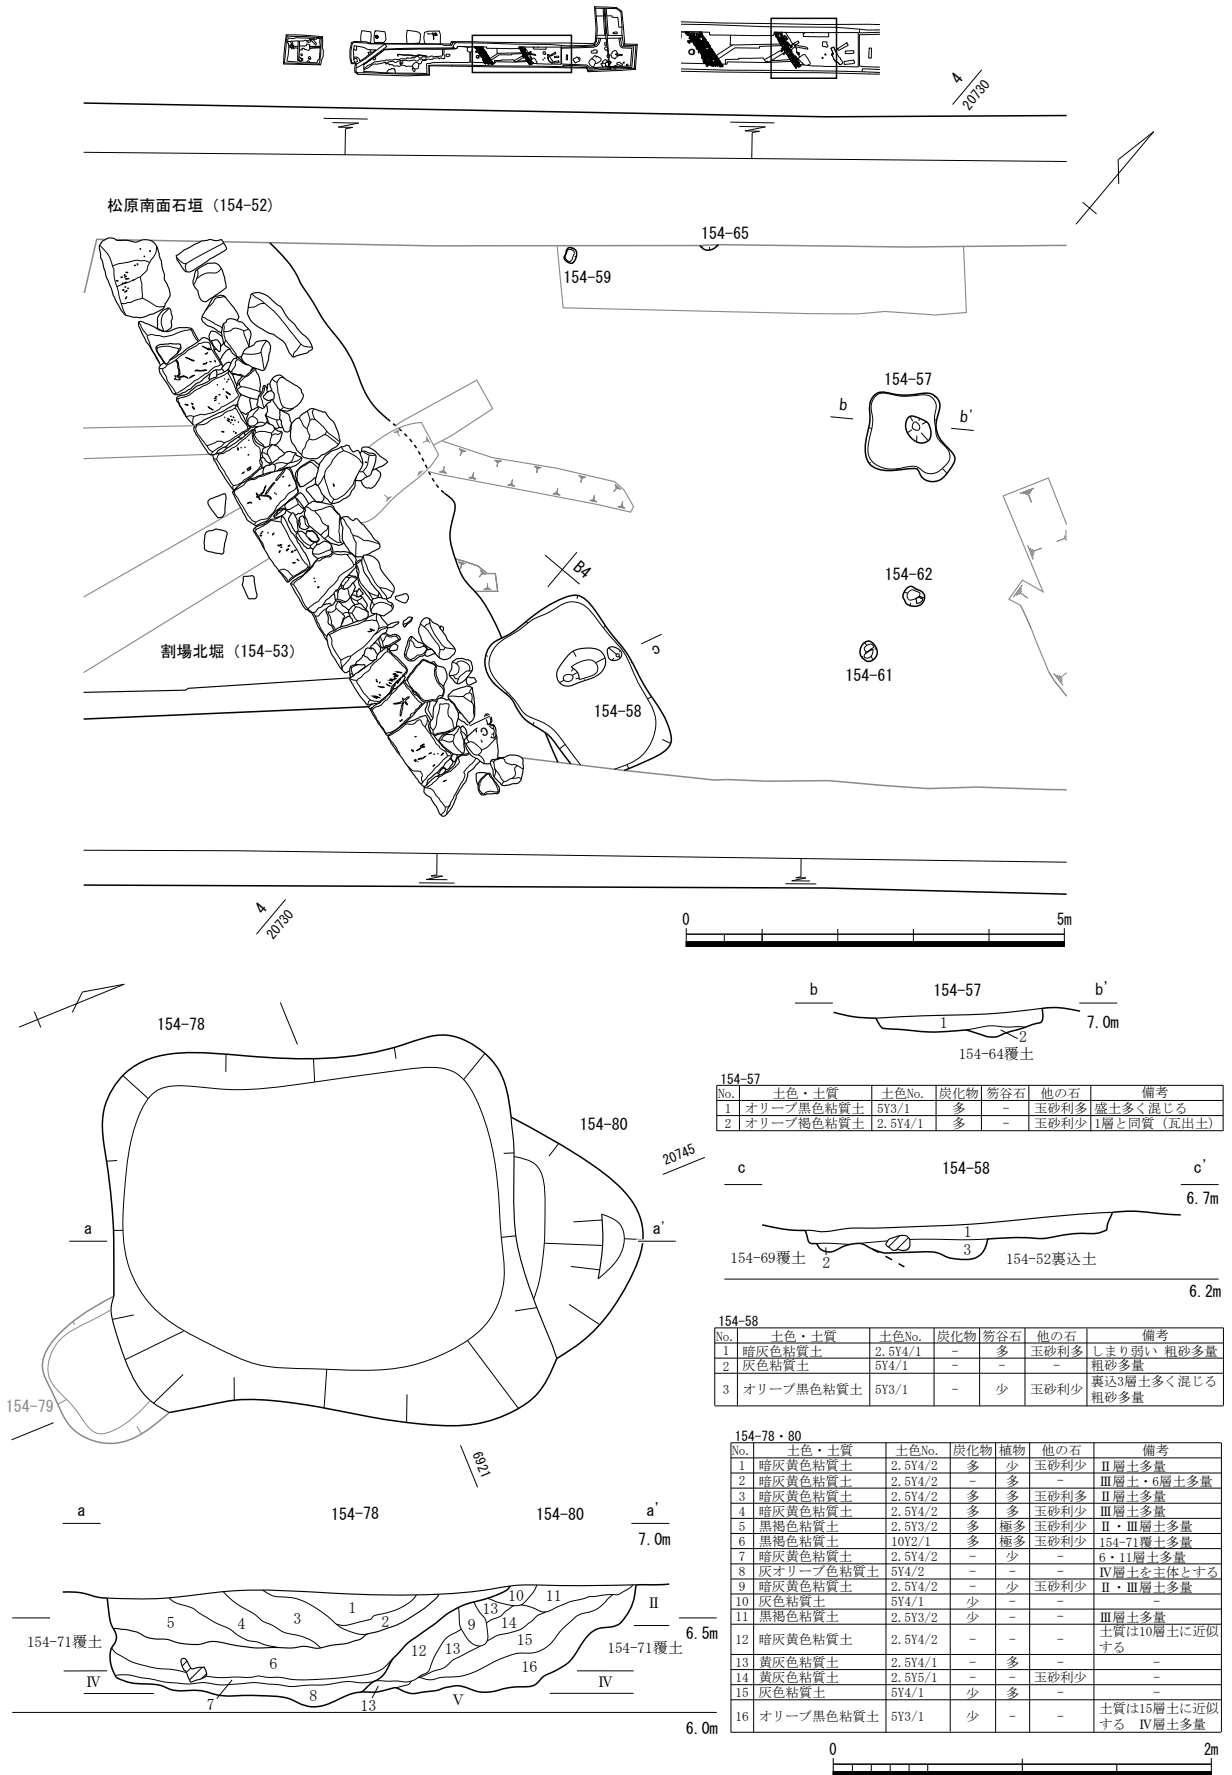 4
20730
松原南面石垣（154-52）
154-65
154-59
154-57
b
b'
B4
c
154-62
154-61
割場北堀（154-53）
154-58
4
20730
0 5m
154-78
154-80
20745
a
a'
154-79
6921
b 154-57 b'
7.0m
1
2
154-64覆土
154-57
No. 土色・土質 土色No. 炭化物 笏谷石 他の石 備考
1 オリーブ黒色粘質土 5Y3/1 多 － 玉砂利多 盛土多く混じる
2 オリーブ褐色粘質土 2.5Y4/1 多 － 玉砂利少 1層と同質（瓦出土）
c 154-58 c'
6.7m
1
2
3
154-69覆土
154-52裏込土
6.2m
154-58
No. 土色・土質 土色No. 炭化物 笏谷石 他の石 備考
1 暗灰色粘質土 2.5Y4/1 － 多 玉砂利多 しまり弱い 粗砂多量
2 灰色粘質土 5Y4/1 － － － 粗砂多量
3 オリーブ黒色粘質土 5Y3/1 － 少 玉砂利少 裏込3層土多く混じる
粗砂多量
154-78・80
No. 土色・土質 土色No. 炭化物 植物 他の石 備考
1 暗灰黄色粘質土 2.5Y4/2 多 少 玉砂利少 Ⅱ層土多量
2 暗灰黄色粘質土 2.5Y4/2 － 多 － Ⅲ層土・6層土多量
3 暗灰黄色粘質土 2.5Y4/2 多 多 玉砂利多 Ⅱ層土多量
4 暗灰黄色粘質土 2.5Y4/2 多 多 玉砂利少 Ⅲ層土多量
5 黒褐色粘質土 2.5Y3/2 多 極多 玉砂利少 Ⅱ・Ⅲ層土多量
6 黒褐色粘質土 10Y2/1 多 極多 玉砂利少 154-71覆土多量
7 暗灰黄色粘質土 2.5Y4/2 － 少 － 6・11層土多量
8 灰オリーブ色粘質土 5Y4/2 － － － Ⅳ層土を主体とする
9 暗灰黄色粘質土 2.5Y4/2 － 少 玉砂利少 Ⅱ・Ⅲ層土多量
10 灰色粘質土 5Y4/1 少 － － －
11 黒褐色粘質土 2.5Y3/2 少 － － Ⅲ層土多量
12 暗灰黄色粘質土 2.5Y4/2 － － － 土質は10層土に近似
する
13 黄灰色粘質土 2.5Y4/1 － 多 － －
14 黄灰色粘質土 2.5Y5/1 － － 玉砂利少 －
15 灰色粘質土 5Y4/1 少 多 － －
16 オリーブ黒色粘質土 5Y3/1 少 － － 土質は15層土に近似
する Ⅳ層土多量
a 154-78 154-80 a'
7.0m
1
2
3
4
5
6
7
8
9
10
11
12
13
13
13
14
15
16
Ⅱ
6.5m
154-71覆土
154-71覆土
Ⅳ
Ⅳ
Ⅴ
6.0m
0 2m